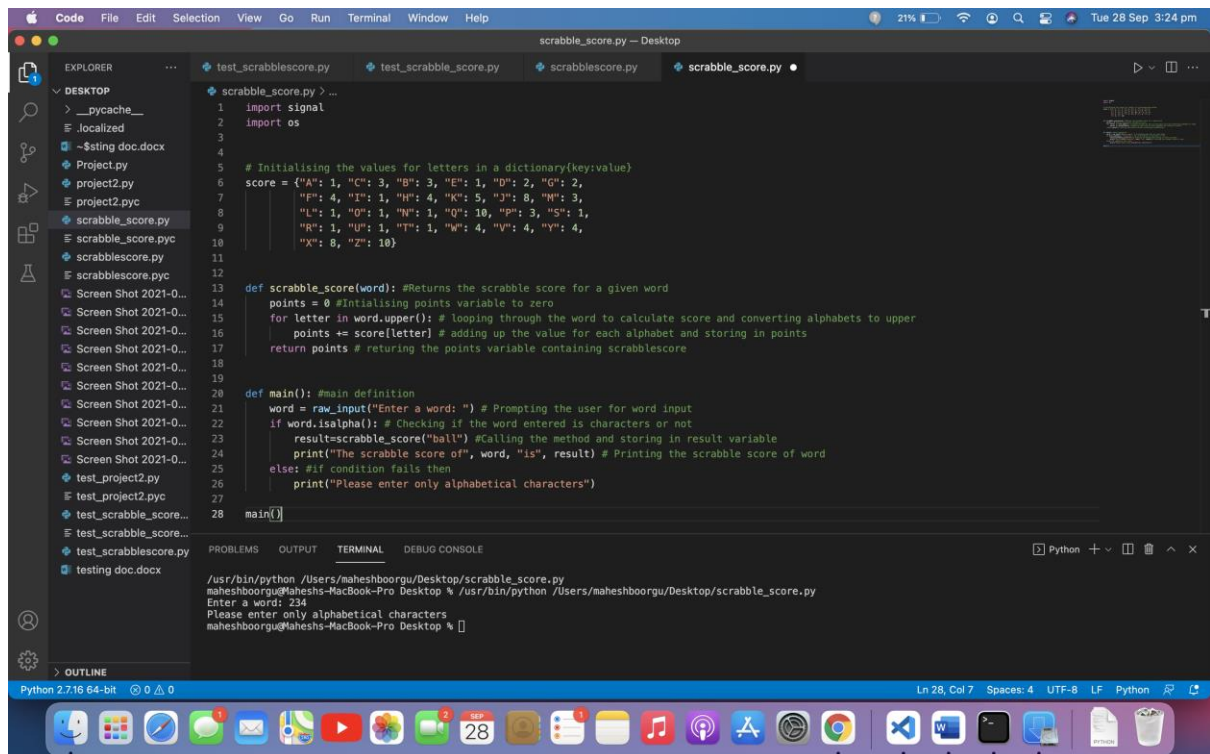 Code File Edit Selection View Go Run Terminal Window Help 21% Tue 28 Sep 3:24 pm
scrabble_score.py — Desktop
EXPLORER ... test_scrabblescore.py test_scrabble_score.py scrabblescore.py scrabble_score.py
DESKTOP
> __pycache__
.localized
~$sting doc.docx
Project.py
project2.py
project2.pyc
scrabble_score.py
scrabble_score.pyc
scrabblescore.py
scrabblescore.pyc
Screen Shot 2021-0...
Screen Shot 2021-0...
Screen Shot 2021-0...
Screen Shot 2021-0...
Screen Shot 2021-0...
Screen Shot 2021-0...
Screen Shot 2021-0...
Screen Shot 2021-0...
Screen Shot 2021-0...
Screen Shot 2021-0...
test_project2.py
test_project2.pyc
test_scrabble_score...
test_scrabble_score...
test_scrabblescore.py
testing doc.docx
> OUTLINE
scrabble_score.py > ...
1 import signal
2 import os
3
4
5 # Initialising the values for letters in a dictionary{key:value}
6 score = {"A": 1, "C": 3, "B": 3, "E": 1, "D": 2, "G": 2,
7 "F": 4, "I": 1, "H": 4, "K": 5, "J": 8, "M": 3,
8 "L": 1, "O": 1, "N": 1, "Q": 10, "P": 3, "S": 1,
9 "R": 1, "U": 1, "T": 1, "W": 4, "V": 4, "Y": 4,
10 "X": 8, "Z": 10}
11
12
13 def scrabble_score(word): #Returns the scrabble score for a given word
14 points = 0 #Intialising points variable to zero
15 for letter in word.upper(): # looping through the word to calculate score and converting alphabets to upper
16 points += score[letter] # adding up the value for each alphabet and storing in points
17 return points # returing the points variable containing scrabblescore
18
19
20 def main(): #main definition
21 word = raw_input("Enter a word: ") # Prompting the user for word input
22 if word.isalpha(): # Checking if the word entered is characters or not
23 result=scrabble_score("ball") #Calling the method and storing in result variable
24 print("The scrabble score of", word, "is", result) # Printing the scrabble score of word
25 else: #if condition fails then
26 print("Please enter only alphabetical characters")
27
28 main()
PROBLEMS OUTPUT TERMINAL DEBUG CONSOLE Python
/usr/bin/python /Users/maheshboorgu/Desktop/scrabble_score.py
maheshboorgu@Maheshs-MacBook-Pro Desktop % /usr/bin/python /Users/maheshboorgu/Desktop/scrabble_score.py
Enter a word: 234
Please enter only alphabetical characters
maheshboorgu@Maheshs-MacBook-Pro Desktop %
Python 2.7.16 64-bit 0 0 Ln 28, Col 7 Spaces: 4 UTF-8 LF Python
SEP
28
PYTHON